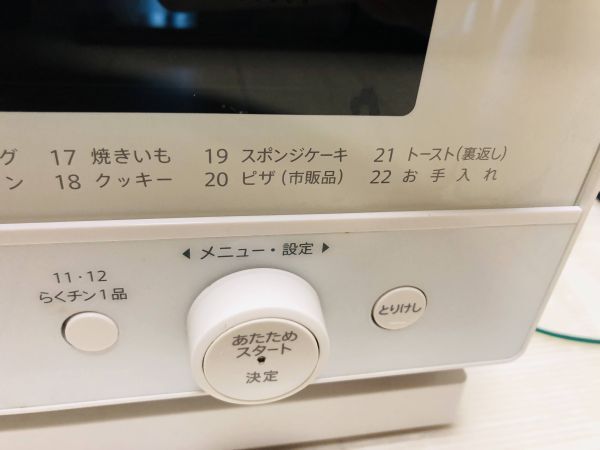 グ 17 焼きいも 19 スポンジケーキ 21 トースト(裏返し)
ン 18 クッキー 20 ピザ(市販品) 22 お手入れ
◀ メニュー・設定 ▶
11・12
らくチン1品
あたため
スタート
決定
とりけし